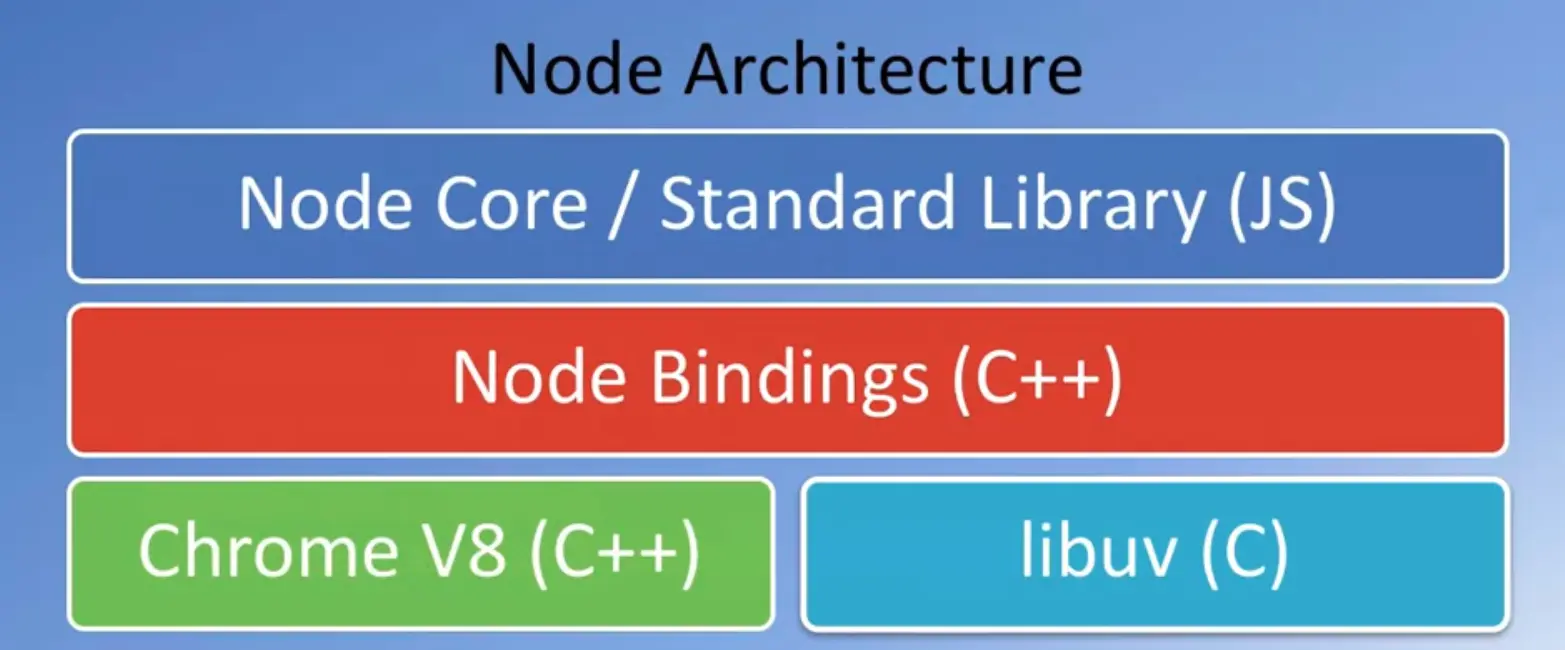 Node Architecture
Node Core / Standard Library (JS)
Node Bindings (C++)
Chrome V8 (C++)
libuv (C)